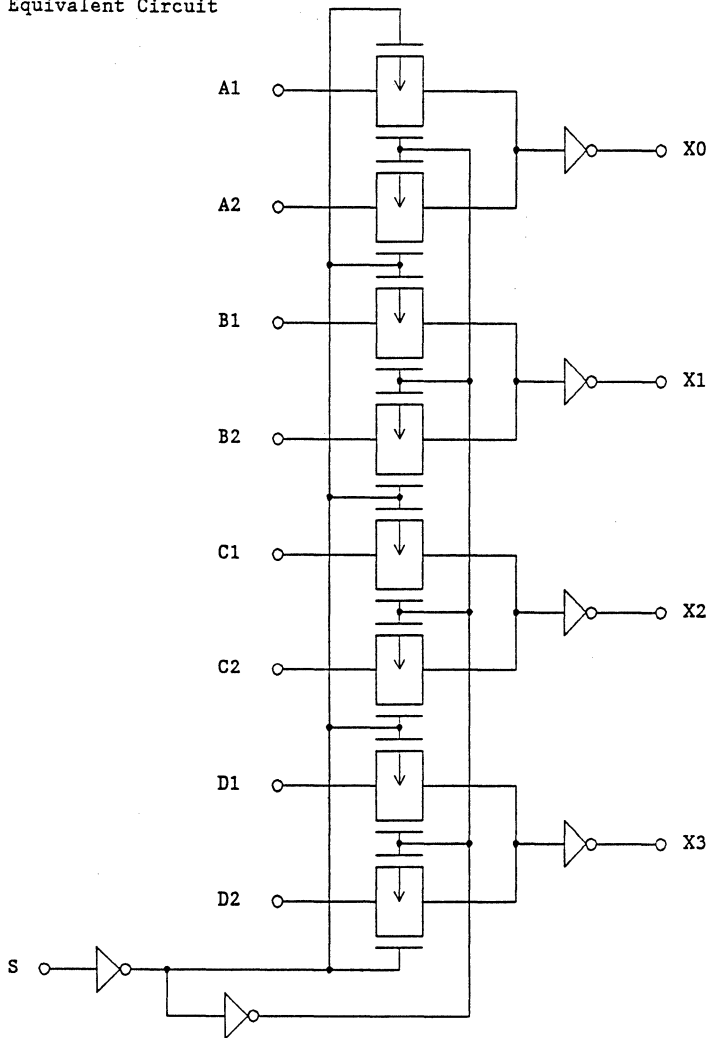 Equivalent Circuit
A1
X0
A2
B1
X1
B2
C1
X2
C2
D1
X3
D2
S